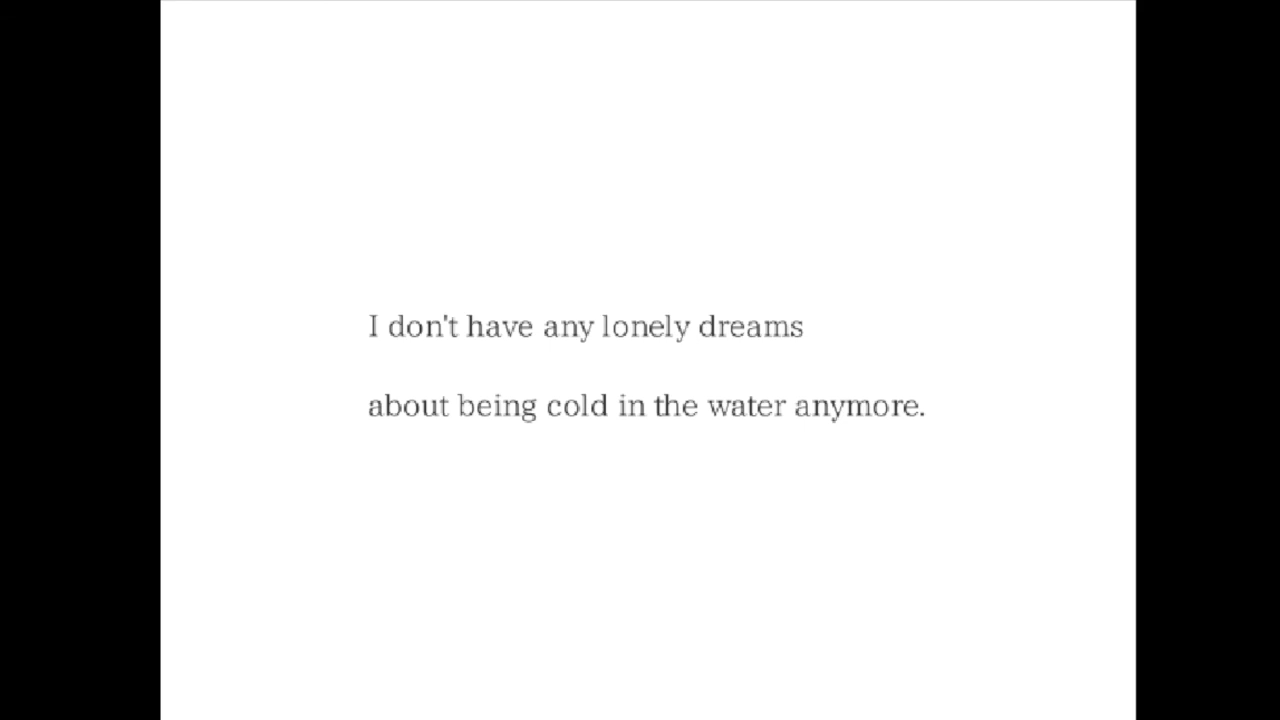 I don't have any lonely dreams
about being cold in the water anymore.